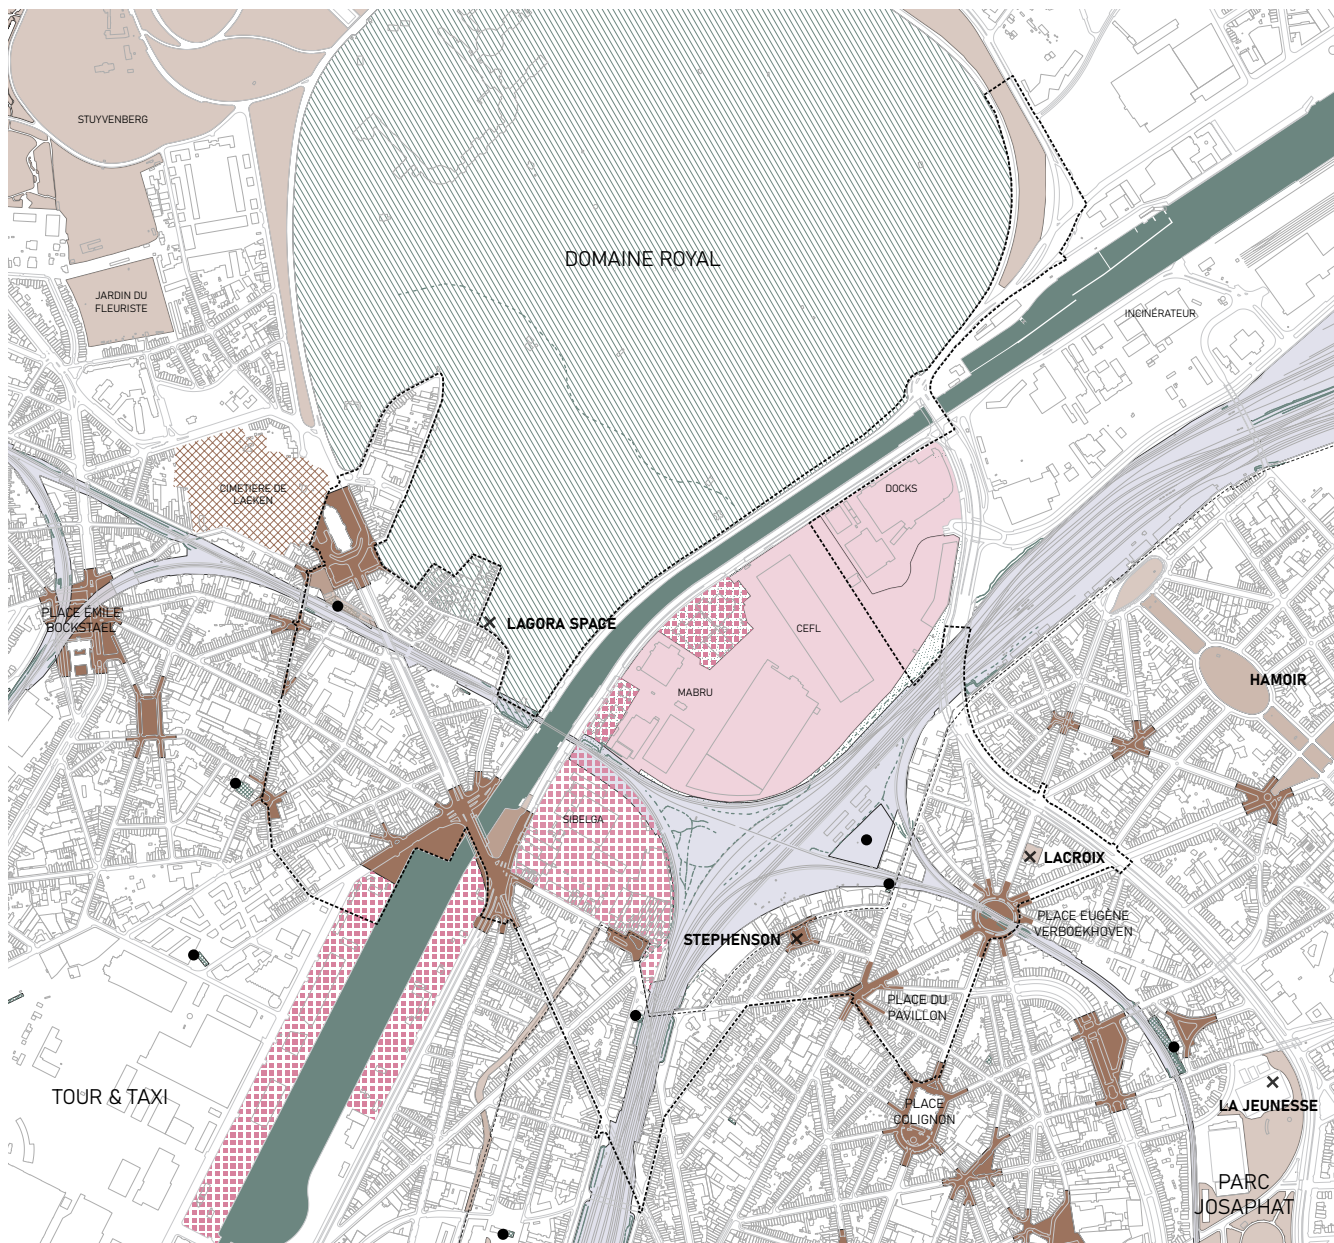 STUYVENBERG
DOMAINE ROYAL
JARDIN DU
FLEURISTE
INCINÉRATEUR
CIMETIÈRE DE
LAEKEN
DOCKS
PLACE ÉMILE
BOCKSTAEL
LAGORA SPACE
CEFL
HAMOIR
MABRU
SIBELGA
LACROIX
PLACE EUGÈNE
VERBOEKHOVEN
STEPHENSON
PLACE DU
PAVILLON
TOUR & TAXI
PLACE
COLIGNON
LA JEUNESSE
PARC
JOSAPHAT